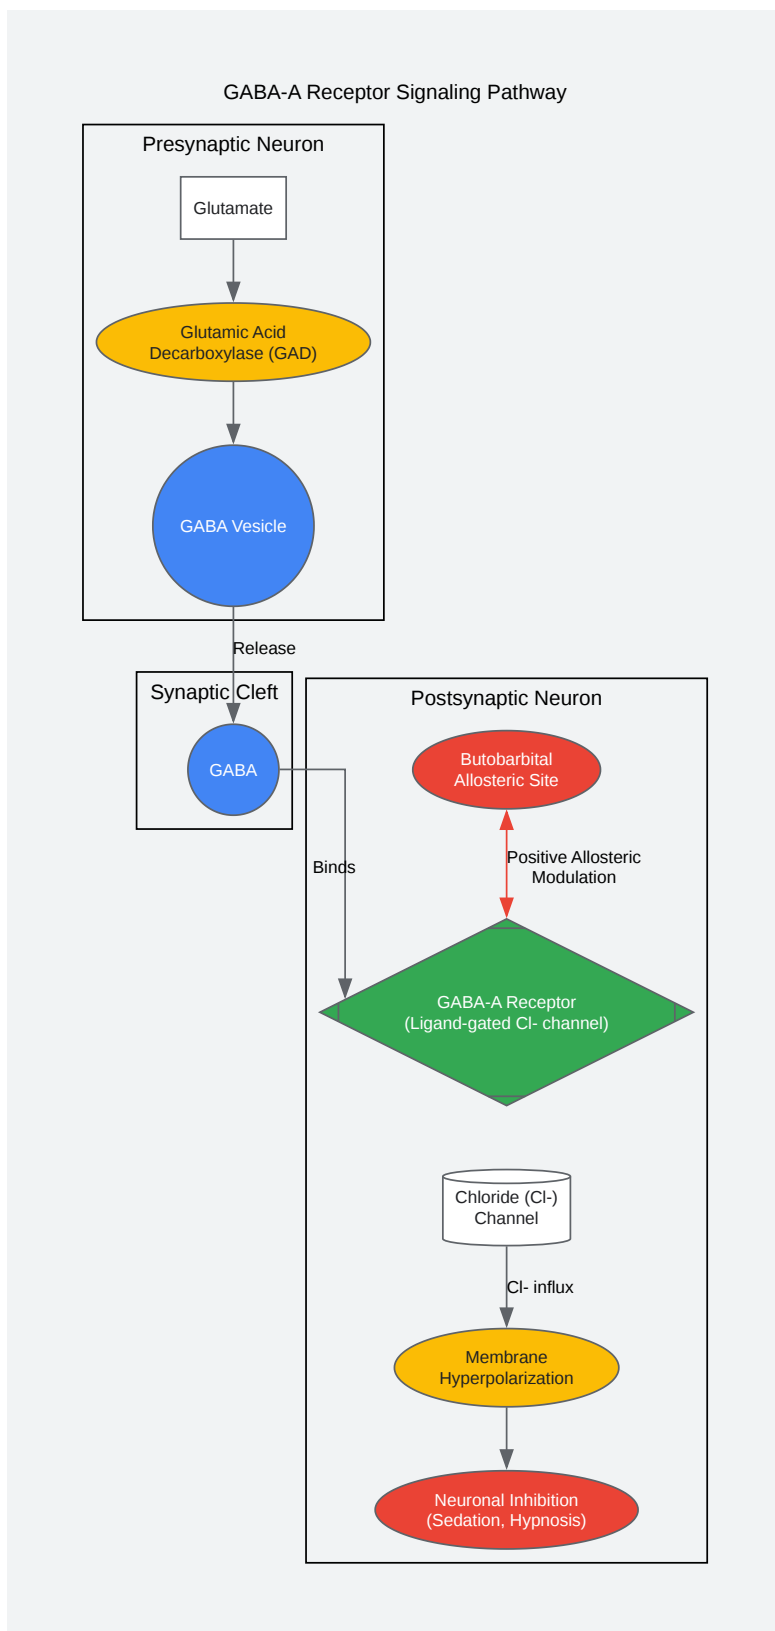 GABA-A Receptor Signaling Pathway
Presynaptic Neuron
Glutamate
Glutamic Acid
Decarboxylase (GAD)
GABA Vesicle
Release
Synaptic Cleft
GABA
Binds
Postsynaptic Neuron
Butobarbital
Allosteric Site
Positive Allosteric
Modulation
GABA-A Receptor
(Ligand-gated Cl- channel)
Chloride (Cl-)
Channel
Cl- influx
Membrane
Hyperpolarization
Neuronal Inhibition
(Sedation, Hypnosis)